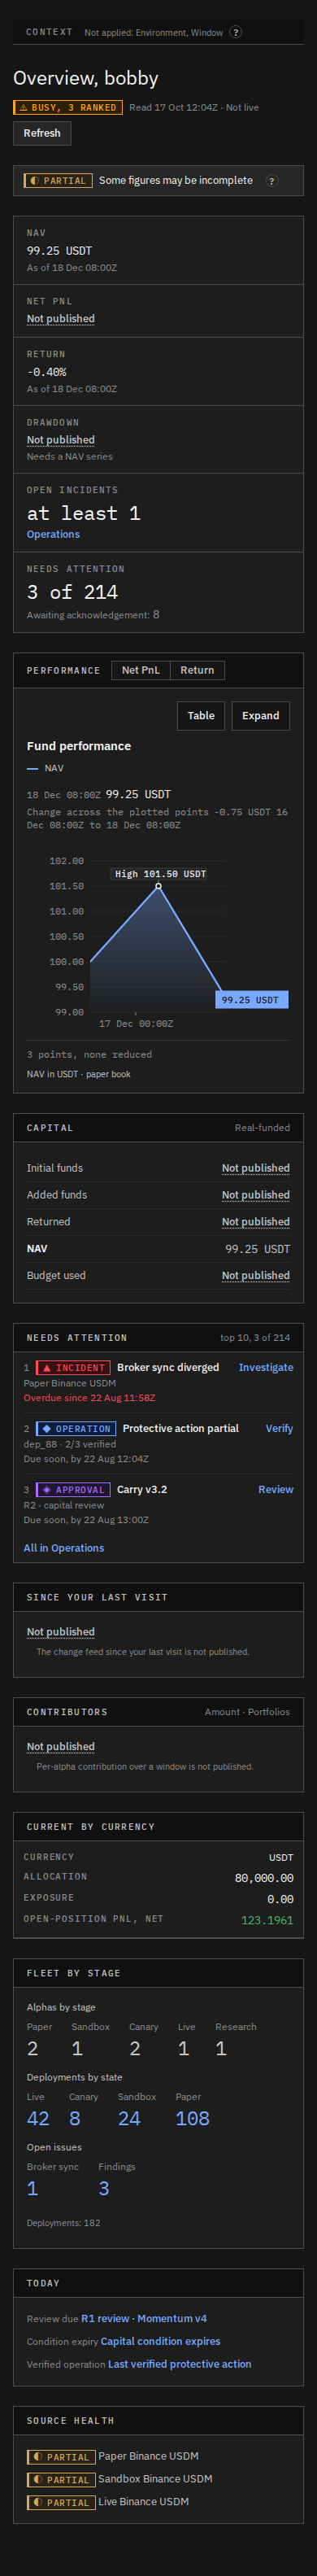 CONTEXT Not applied: Environment, Window ?
Overview, bobby
BUSY, 3 RANKED Read 17 Oct 12:04Z · Not live
Refresh
PARTIAL Some figures may be incomplete ?
NAV
99.25 USDT
As of 18 Dec 08:00Z
NET PNL
Not published
RETURN
-0.40%
As of 18 Dec 08:00Z
DRAWDOWN
Not published
Needs a NAV series
OPEN INCIDENTS
at least 1
Operations
NEEDS ATTENTION
3 of 214
Awaiting acknowledgement: 8
PERFORMANCE Net PnL Return
Table Expand
Fund performance
NAV
18 Dec 08:00Z 99.25 USDT
Change across the plotted points -0.75 USDT 16
Dec 08:00Z to 18 Dec 08:00Z
102.00
High 101.50 USDT
101.50
101.00
100.50
100.00
99.50
99.25 USDT
99.00
17 Dec 00:00Z
3 points, none reduced
NAV in USDT · paper book
CAPITAL Real-funded
Initial funds Not published
Added funds Not published
Returned Not published
NAV 99.25 USDT
Budget used Not published
NEEDS ATTENTION top 10, 3 of 214
1 INCIDENT Broker sync diverged Investigate
Paper Binance USDM
Overdue since 22 Aug 11:58Z
2 OPERATION Protective action partial Verify
dep_88 · 2/3 verified
Due soon, by 22 Aug 12:04Z
3 APPROVAL Carry v3.2 Review
R2 · capital review
Due soon, by 22 Aug 13:00Z
All in Operations
SINCE YOUR LAST VISIT
Not published
The change feed since your last visit is not published.
CONTRIBUTORS Amount · Portfolios
Not published
Per-alpha contribution over a window is not published.
CURRENT BY CURRENCY
CURRENCY USDT
ALLOCATION 80,000.00
EXPOSURE 0.00
OPEN-POSITION PNL, NET 123.1961
FLEET BY STAGE
Alphas by stage
Paper Sandbox Canary Live Research
2 1 2 1 1
Deployments by state
Live Canary Sandbox Paper
42 8 24 108
Open issues
Broker sync Findings
1 3
Deployments: 182
TODAY
Review due R1 review · Momentum v4
Condition expiry Capital condition expires
Verified operation Last verified protective action
SOURCE HEALTH
PARTIAL Paper Binance USDM
PARTIAL Sandbox Binance USDM
PARTIAL Live Binance USDM